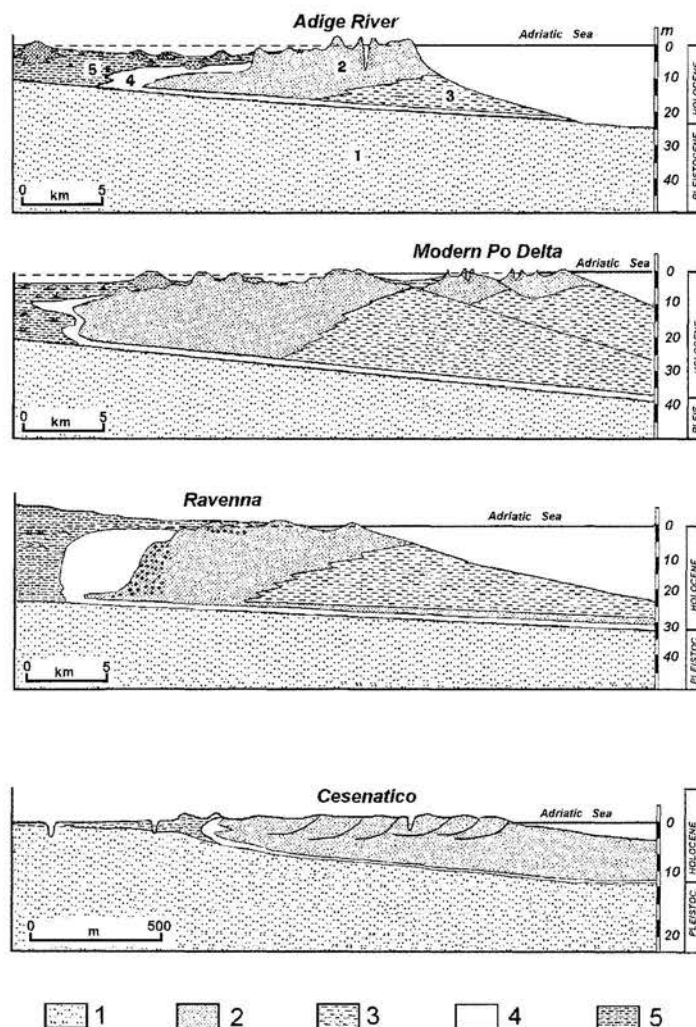 Adige River
Adriatic Sea
m
0
10
20
30
40
HOLOCENE
PLEISTOCENE
5
4
2
3
1
0 5
km
Modern Po Delta
Adriatic Sea
0
10
20
30
40
HOLOCENE
PLEIS
0 5
km
Ravenna
Adriatic Sea
0
10
20
30
40
HOLOCENE
PLEISTOC
0 5
km
Cesenatico
Adriatic Sea
0
10
20
HOLOCENE
PLEISTOC
0 500
m
1 2 3 4 5